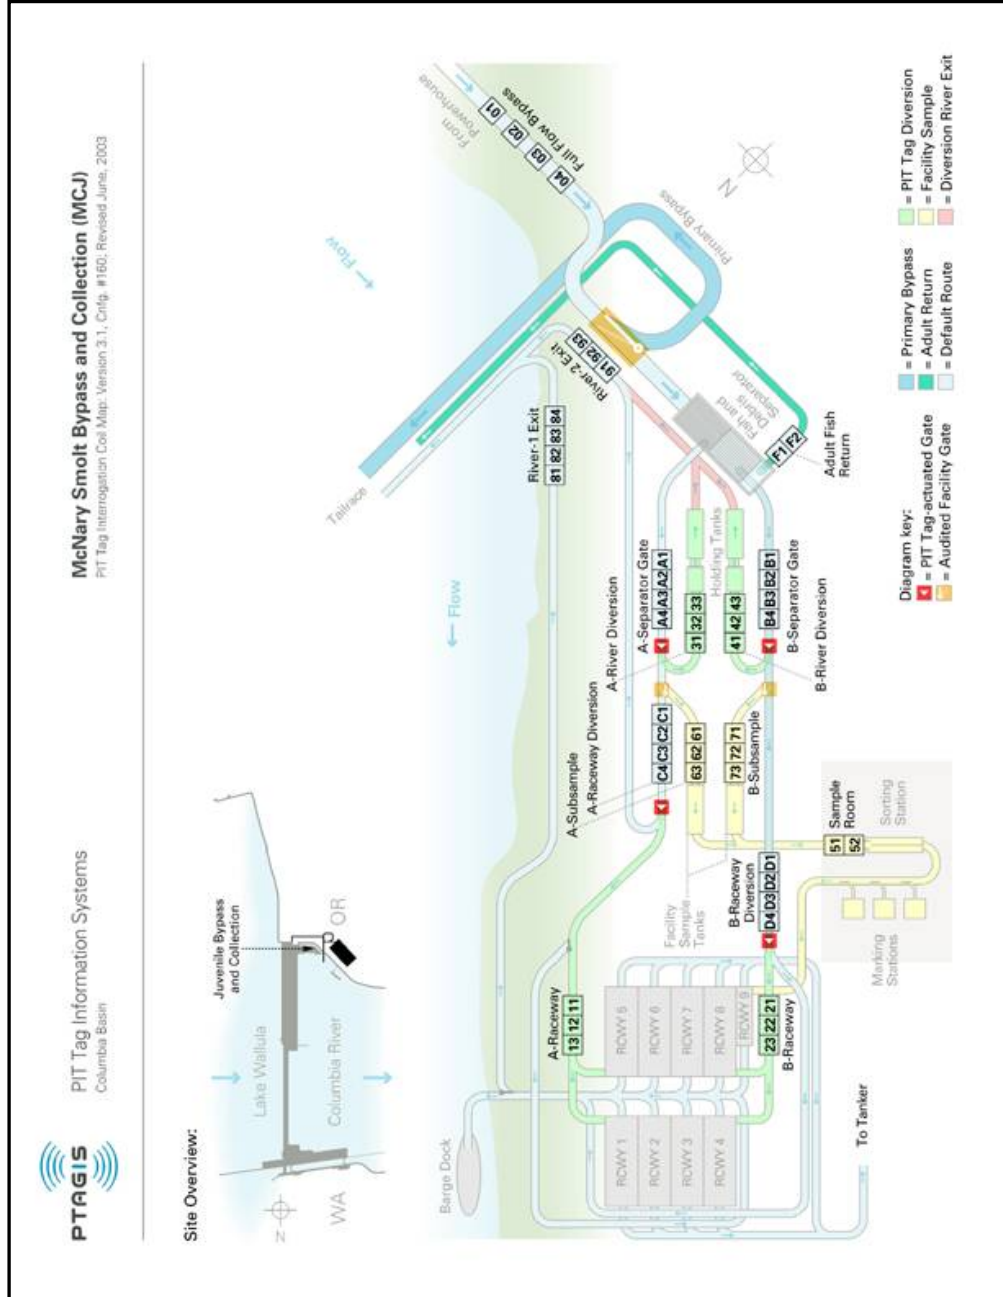 PTAGIS
PIT Tag Information Systems
Columbia Basin
McNary Smolt Bypass and Collection (MCJ)
PIT Tag Interrogation Coil Map: Version 3.1, Cnfg. #160; Revised June, 2003
Site Overview:
Juvenile Bypass
and Collection
Lake Wallula
Columbia River
WA
OR
N
Flow
Flow
From
Powerhouse
01
02
03
04
Full Flow Bypass
Primary Bypass
N
Tailrace
River-2 Exit
91 92 93
River-1 Exit
81 82 83 84
Fish and
Debris
Separator
F1 F2
Adult Fish
Return
A-Separator Gate
A4 A3 A2 A1
A-River Diversion
31 32 33
Holding Tanks
41 42 43
B4 B3 B2 B1
B-Separator Gate
B-River Diversion
A-Subsample
A-Raceway Diversion
C4 C3 C2 C1
63 62 61
73 72 71
B-Subsample
Facility
Sample
Tanks
B-Raceway
Diversion
D4 D3 D2 D1
51
52
Sample
Room
Sorting
Station
Marking
Stations
Barge Dock
A-Raceway
13 12 11
RCWY 5
RCWY 6
RCWY 7
RCWY 8
RCWY 9
RCWY 1
RCWY 2
RCWY 3
RCWY 4
23 22 21
B-Raceway
To Tanker
Diagram key:
= PIT Tag-actuated Gate
= Audited Facility Gate
= Primary Bypass
= Adult Return
= Default Route
= PIT Tag Diversion
= Facility Sample
= Diversion River Exit